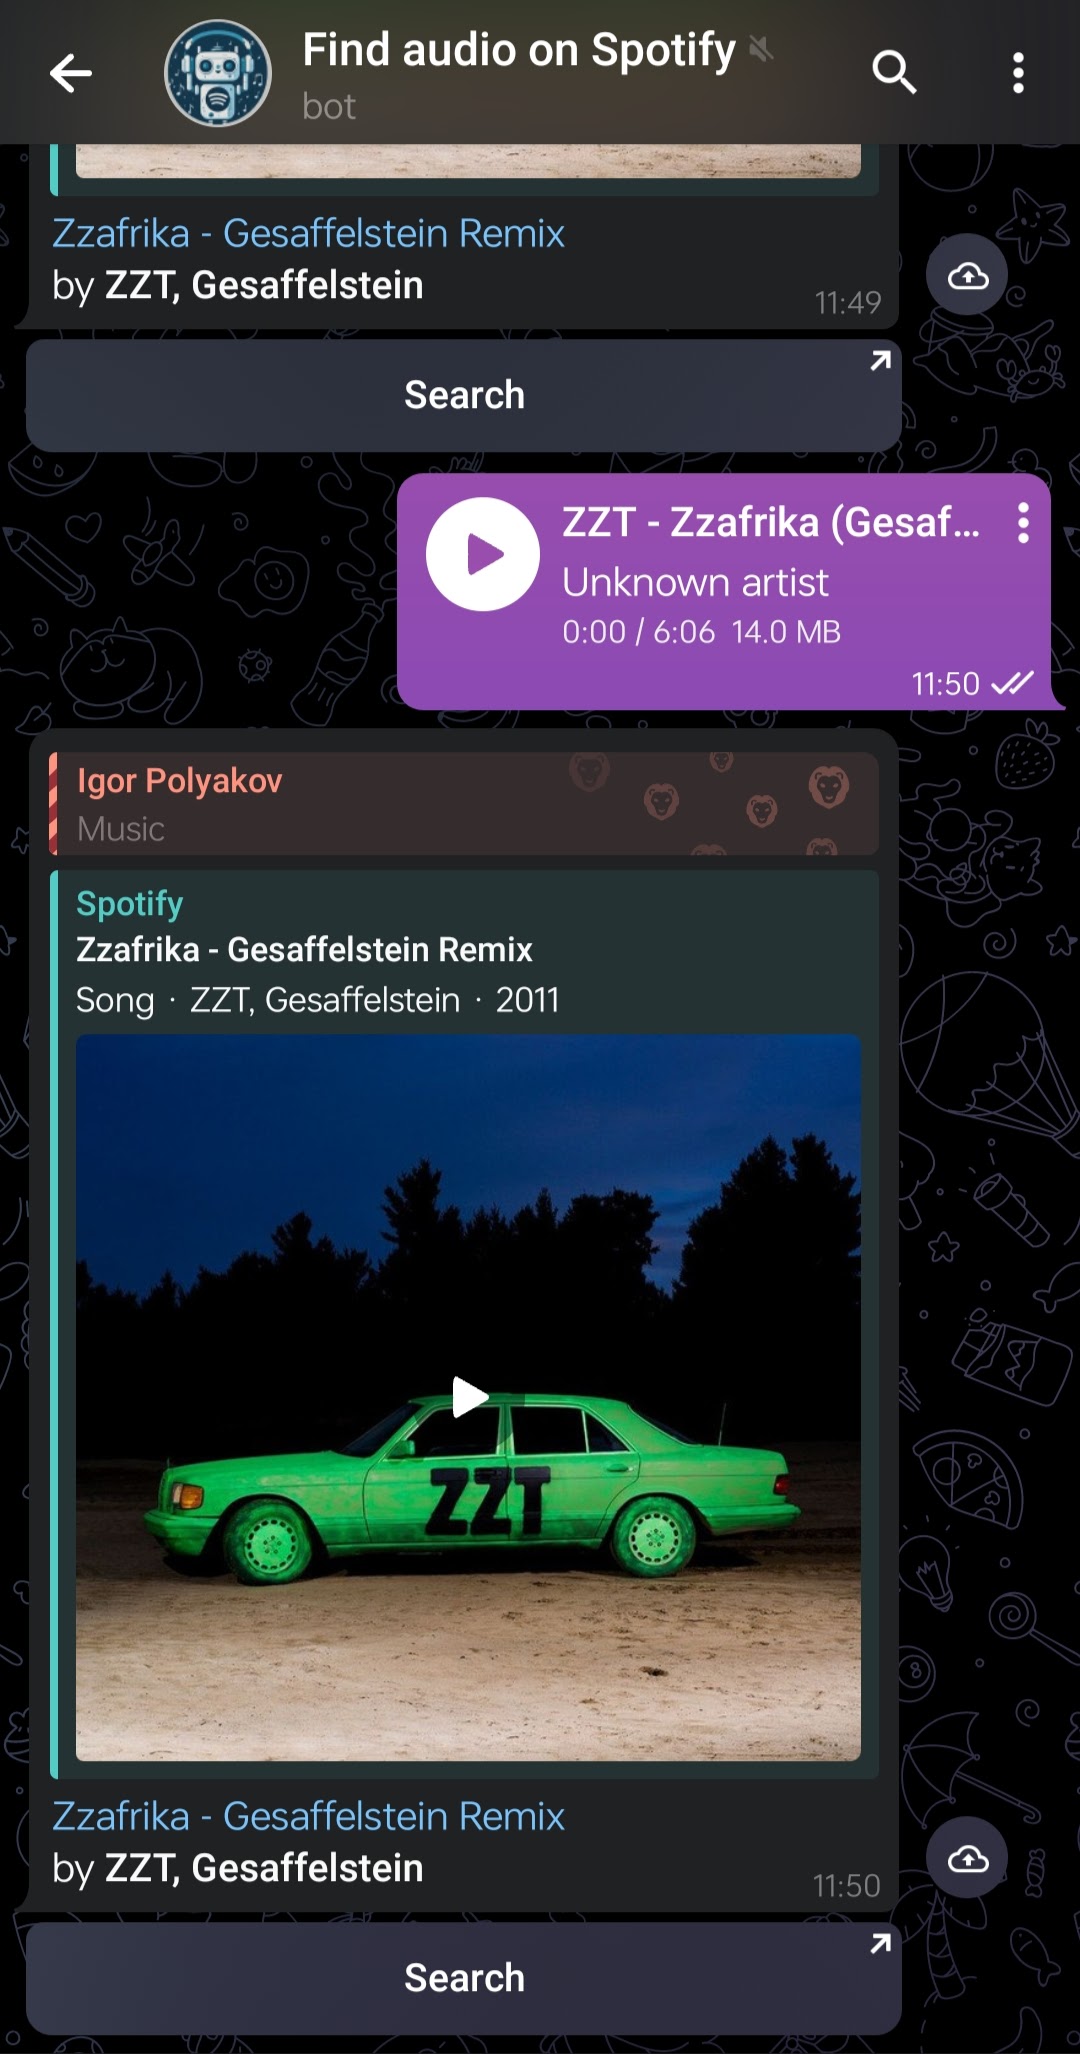 Find audio on Spotify
bot
Zzafrika - Gesaffelstein Remix
by ZZT, Gesaffelstein
11:49
Search
ZZT - Zzafrika (Gesaf...
Unknown artist
0:00 / 6:06 14.0 MB
11:50
Igor Polyakov
Music
Spotify
Zzafrika - Gesaffelstein Remix
Song · ZZT, Gesaffelstein · 2011
ZZT
Zzafrika - Gesaffelstein Remix
by ZZT, Gesaffelstein
11:50
Search